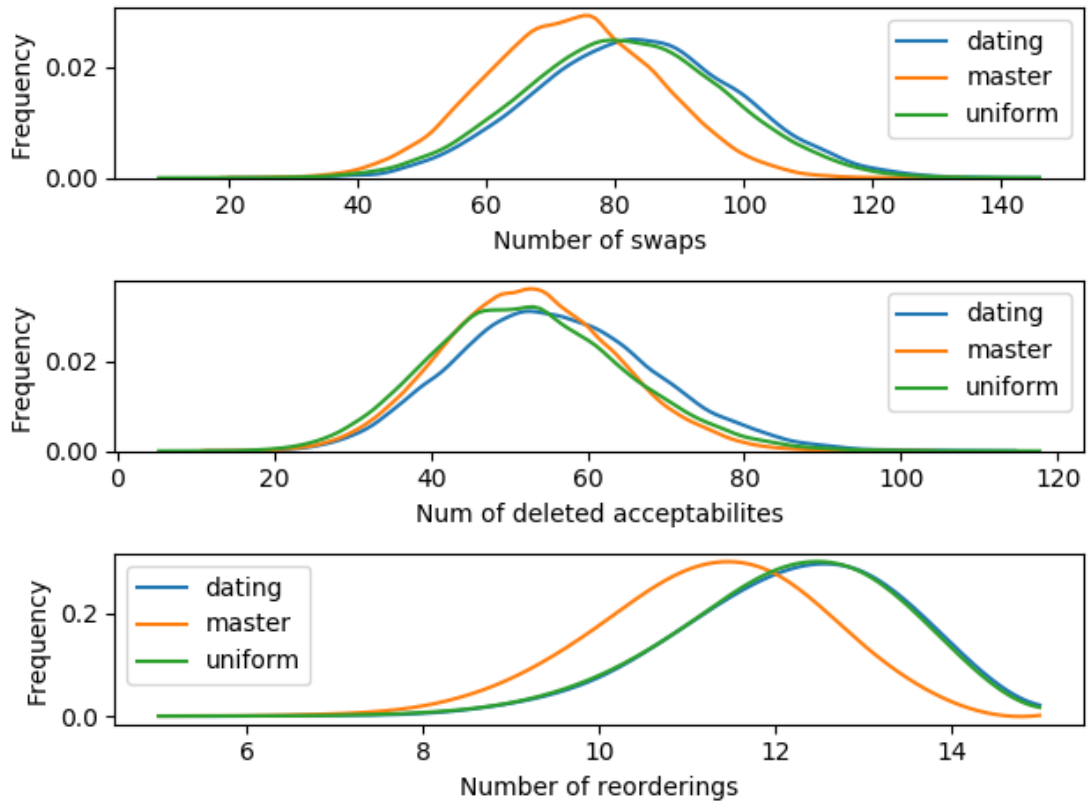 Frequency
0.02
0.00
dating
master
uniform
20 40 60 80 100 120 140
Number of swaps
Frequency
0.02
0.00
dating
master
uniform
0 20 40 60 80 100 120
Num of deleted acceptabilites
Frequency
0.2
0.0
dating
master
uniform
6 8 10 12 14
Number of reorderings